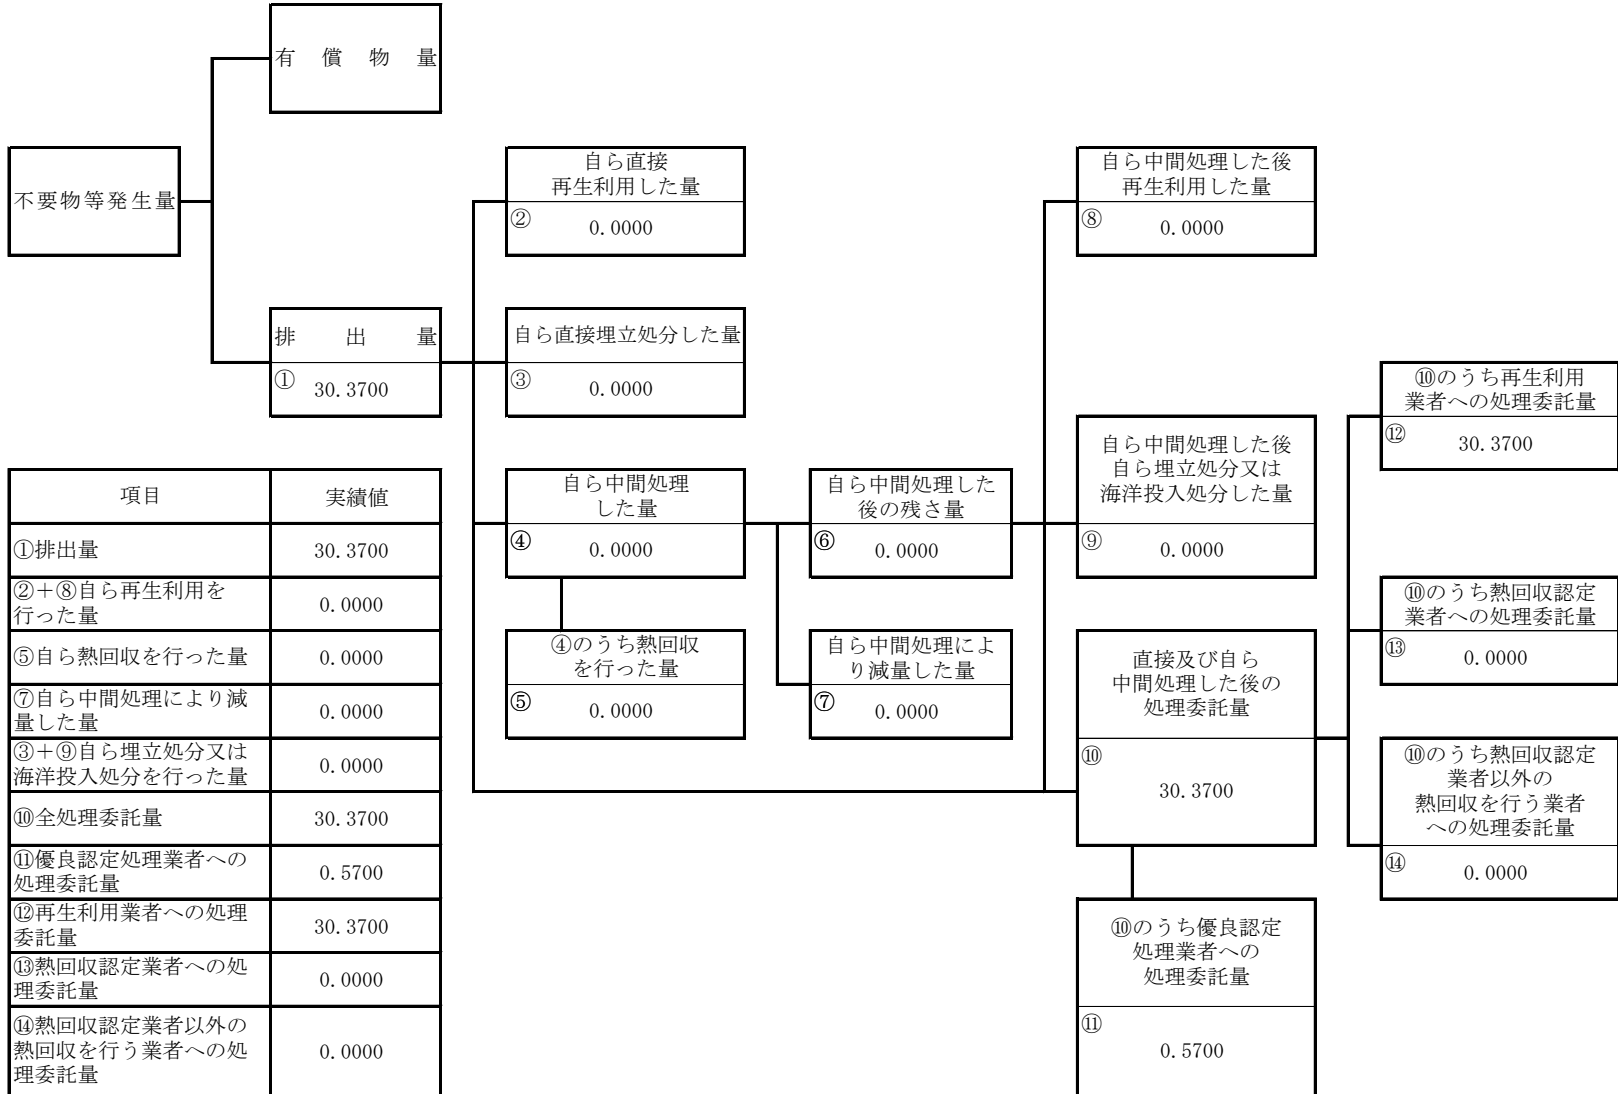 有償物量
不要物等発生量
自ら直接
再生利用した量
② 0.0000
自ら中間処理した後
再生利用した量
⑧ 0.0000
排出量
① 30.3700
自ら直接埋立処分した量
③ 0.0000
⑩のうち再生利用
業者への処理委託量
⑫ 30.3700
自ら中間処理
した量
④ 0.0000
自ら中間処理した
後の残さ量
⑥ 0.0000
自ら中間処理した後
自ら埋立処分又は
海洋投入処分した量
⑨ 0.0000
⑩のうち熱回収認定
業者への処理委託量
⑬ 0.0000
④のうち熱回収
を行った量
⑤ 0.0000
自ら中間処理によ
り減量した量
⑦ 0.0000
直接及び自ら
中間処理した後の
処理委託量
⑩ 30.3700
⑩のうち熱回収認定
業者以外の
熱回収を行う業者
への処理委託量
⑭ 0.0000
⑩のうち優良認定
処理業者への
処理委託量
⑪ 0.5700
項目 実績値
①排出量 30.3700
②＋⑧自ら再生利用を
行った量 0.0000
⑤自ら熱回収を行った量 0.0000
⑦自ら中間処理により減
量した量 0.0000
③＋⑨自ら埋立処分又は
海洋投入処分を行った量 0.0000
⑩全処理委託量 30.3700
⑪優良認定処理業者への
処理委託量 0.5700
⑫再生利用業者への処理
委託量 30.3700
⑬熱回収認定業者への処
理委託量 0.0000
⑭熱回収認定業者以外の
熱回収を行う業者への処
理委託量 0.0000